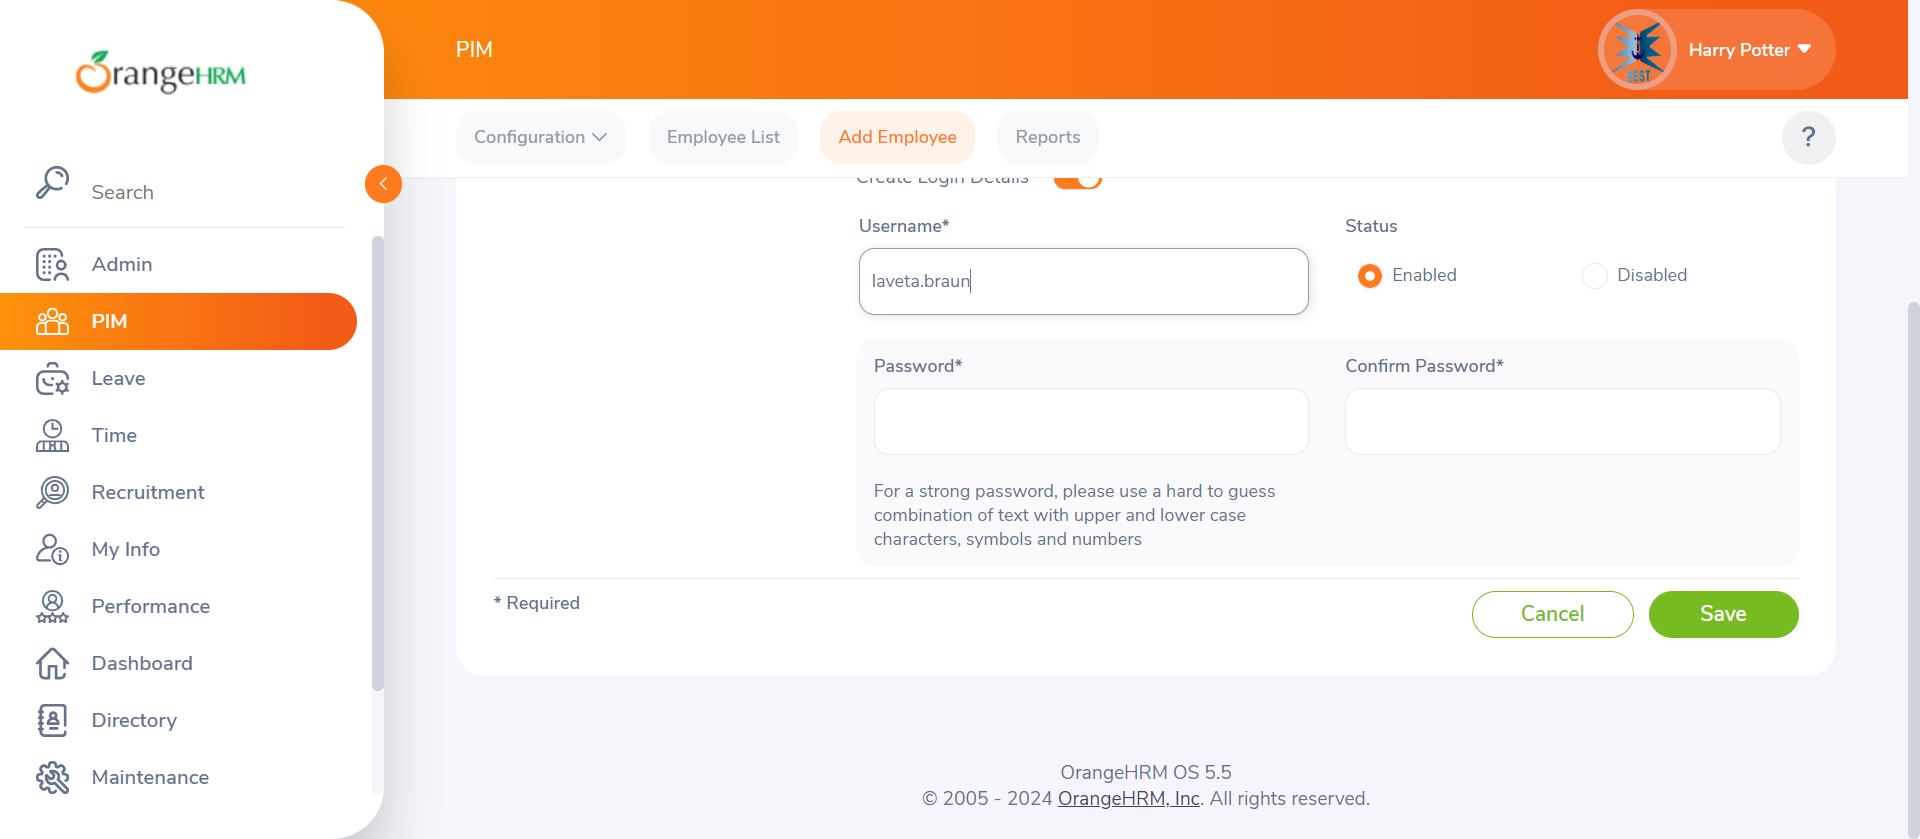 OrangeHRM
PIM
BEST
Harry Potter
Configuration
Employee List
Add Employee
Reports
?
Search
Admin
PIM
Leave
Time
Recruitment
My Info
Performance
Dashboard
Directory
Maintenance
Create Login Details
Username*
Status
laveta.braun
Enabled
Disabled
Password*
Confirm Password*
For a strong password, please use a hard to guess
combination of text with upper and lower case
characters, symbols and numbers
* Required
Cancel
Save
OrangeHRM OS 5.5
© 2005 - 2024 OrangeHRM, Inc. All rights reserved.